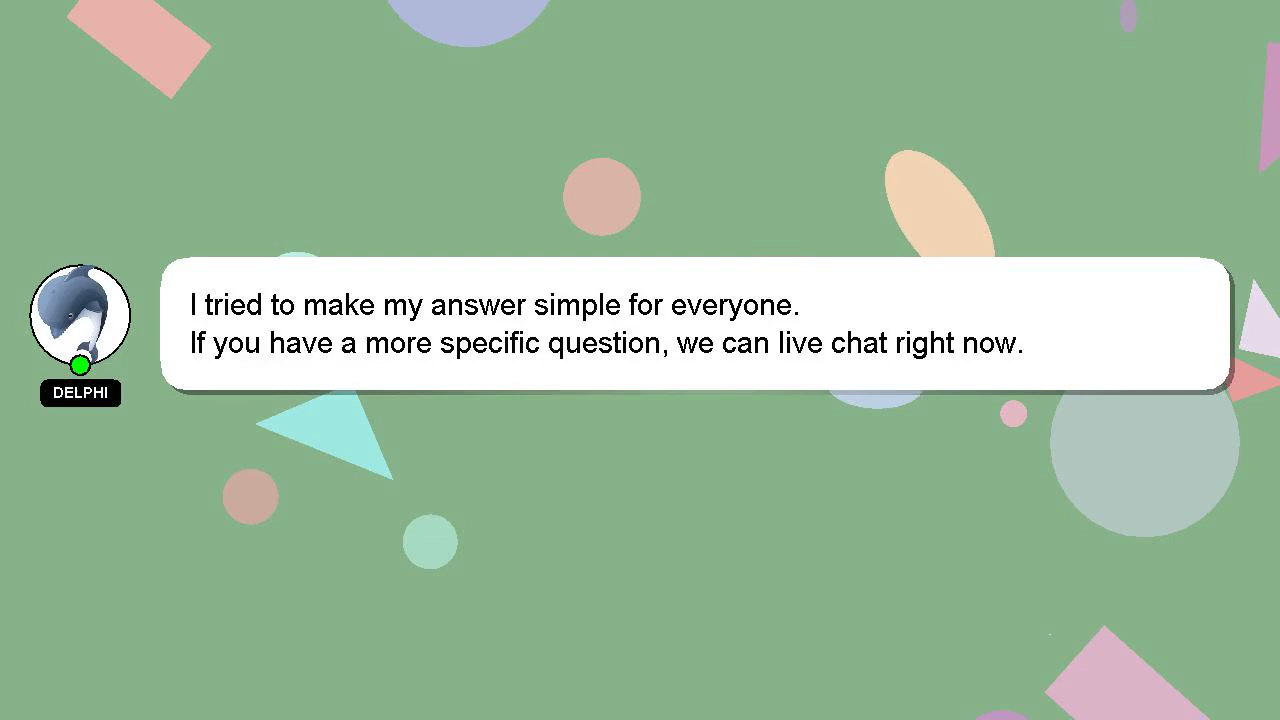 I tried to make my answer simple for everyone.
If you have a more specific question, we can live chat right now.
DELPHI